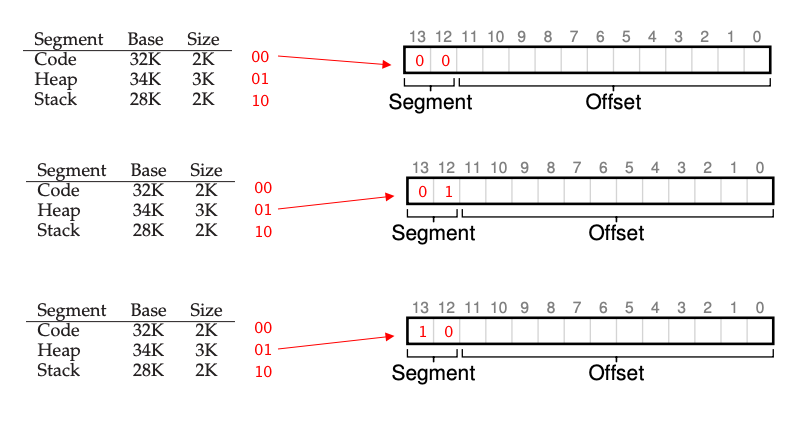 13 12 11 10 9 8 7 6 5 4 3 2 1 0
Segment Base Size
Code 32K 2K 00 0 0
Heap 34K 3K 01
Stack 28K 2K 10
Segment Offset
13 12 11 10 9 8 7 6 5 4 3 2 1 0
Segment Base Size
Code 32K 2K 00 0 1
Heap 34K 3K 01
Stack 28K 2K 10
Segment Offset
13 12 11 10 9 8 7 6 5 4 3 2 1 0
Segment Base Size
Code 32K 2K 00 1 0
Heap 34K 3K 01
Stack 28K 2K 10
Segment Offset